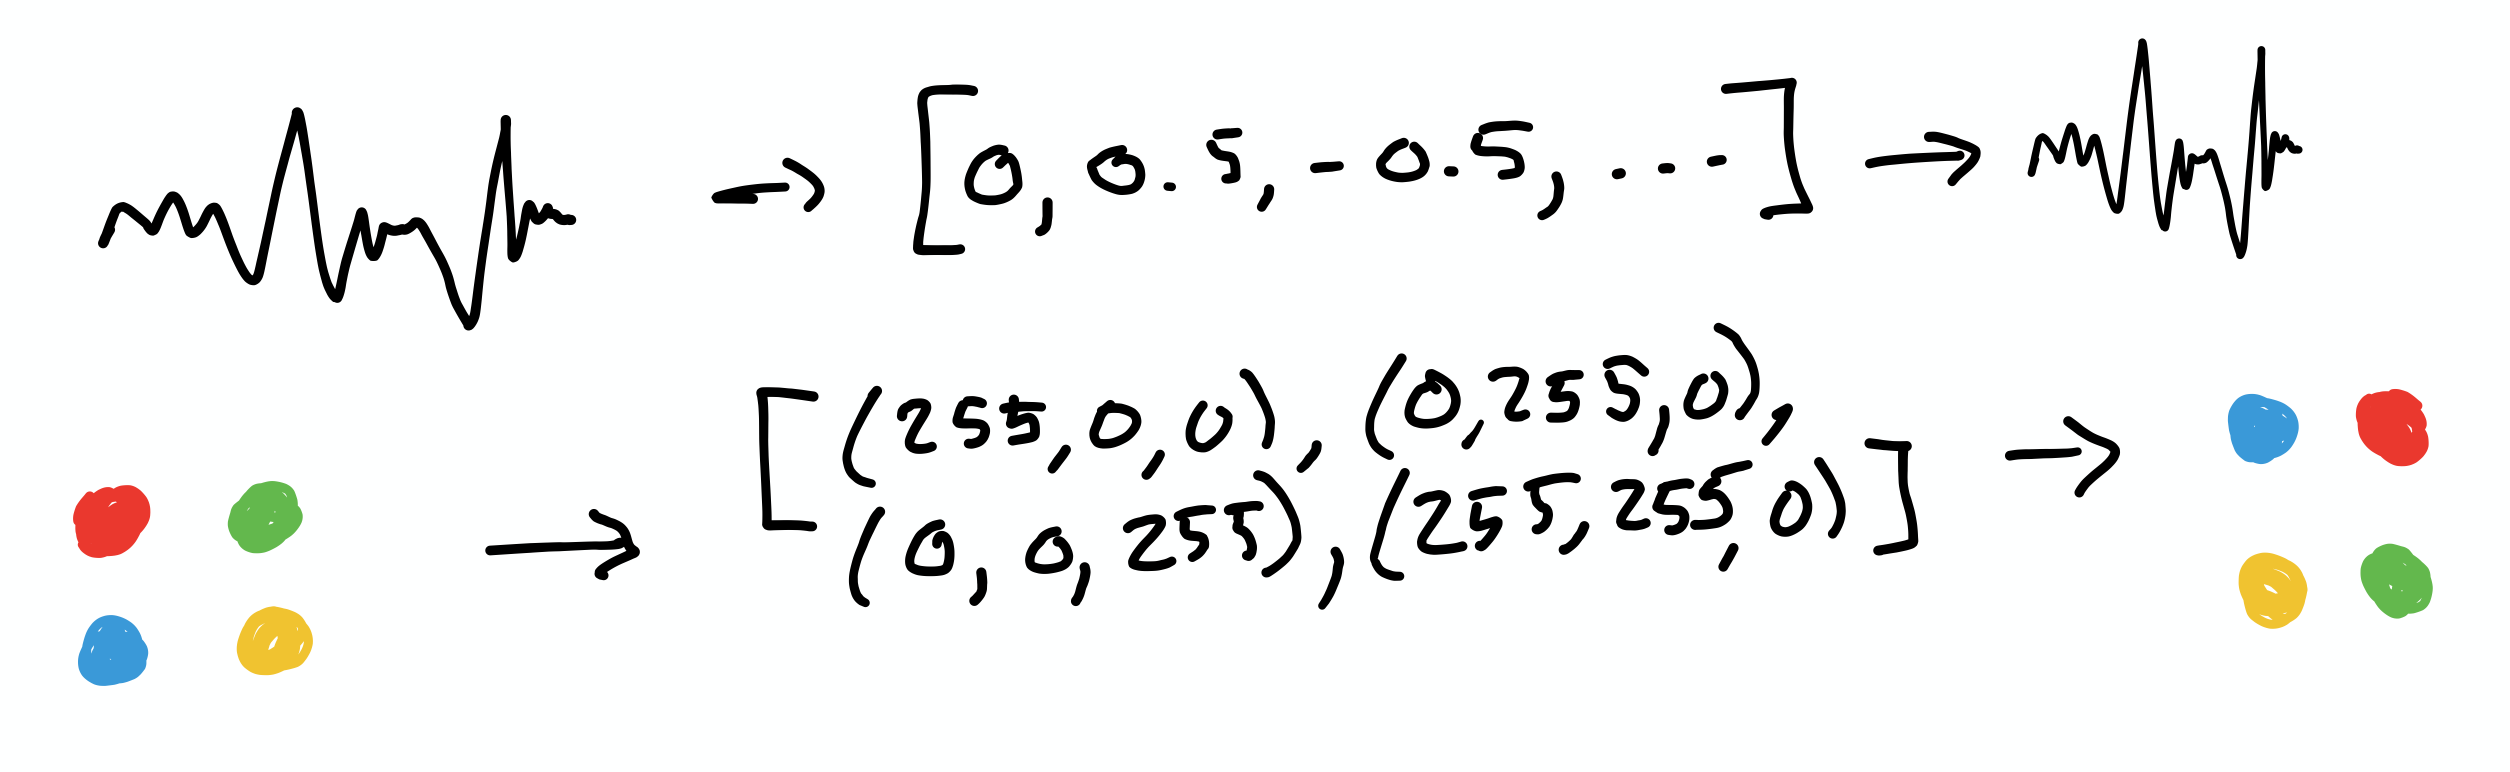 [0, 0.5, -0.5, ...]
[(255, 0, 0), (0, 255, 0),
(0, 0, 255), (255, 255, 0)]